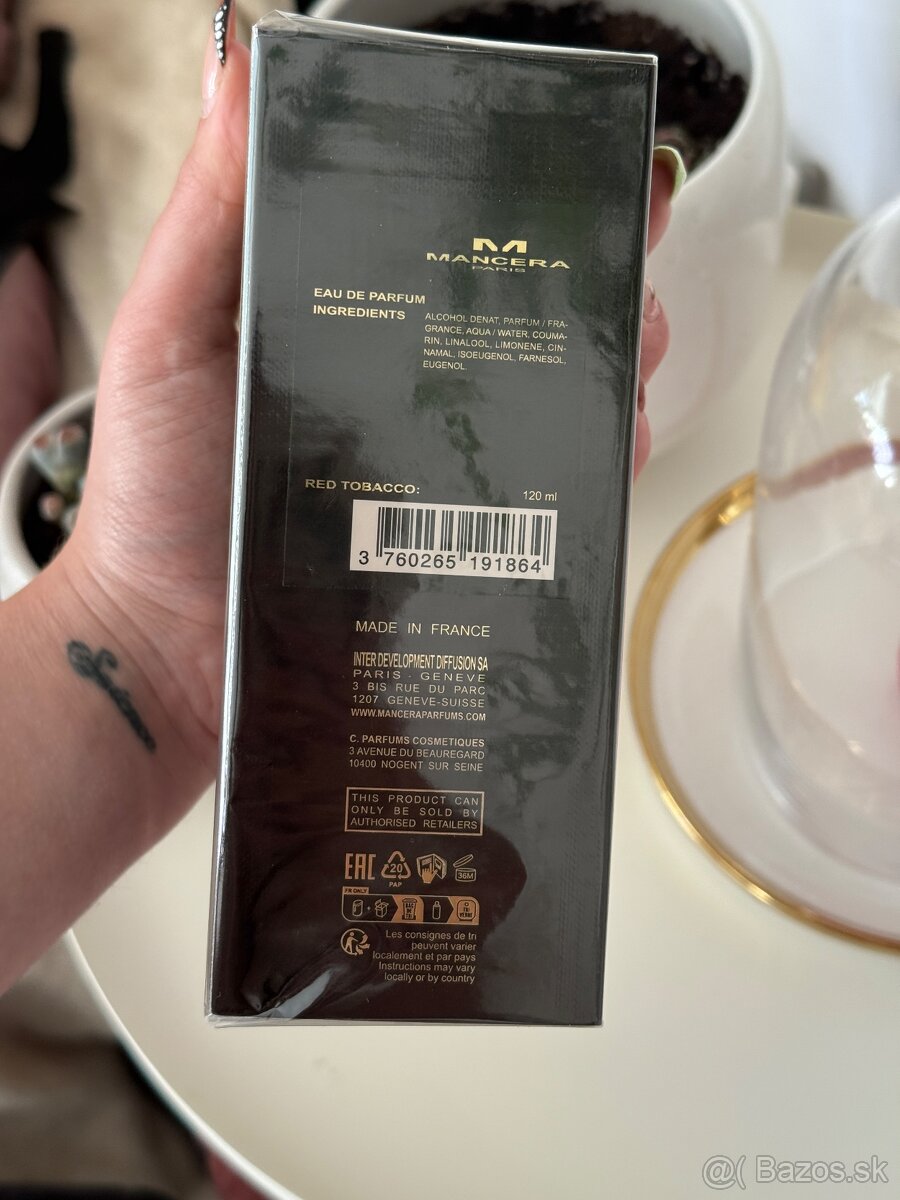 MANCERA
PARIS
EAU DE PARFUM
INGREDIENTS
ALCOHOL DENAT, PARFUM / FRA-
GRANCE, AQUA / WATER, COUMA-
RIN, LINALOOL, LIMONENE, CIN-
NAMAL, ISOEUGENOL, FARNESOL,
EUGENOL.
RED TOBACCO:
120 ml
3 760265 191864
MADE IN FRANCE
INTER DEVELOPMENT DIFFUSION SA
PARIS - GENEVE
3 BIS RUE DU PARC
1207 GENEVE-SUISSE
WWW.MANCERAPARFUMS.COM
C. PARFUMS COSMETIQUES
3 AVENUE DU BEAUREGARD
10400 NOGENT SUR SEINE
THIS PRODUCT CAN
ONLY BE SOLD BY
AUTHORISED RETAILERS
EAC
20
PAP
36M
FR ONLY
Les consignes de tri
peuvent varier
localement et par pays
Instructions may vary
locally or by country
@( Bazos.sk